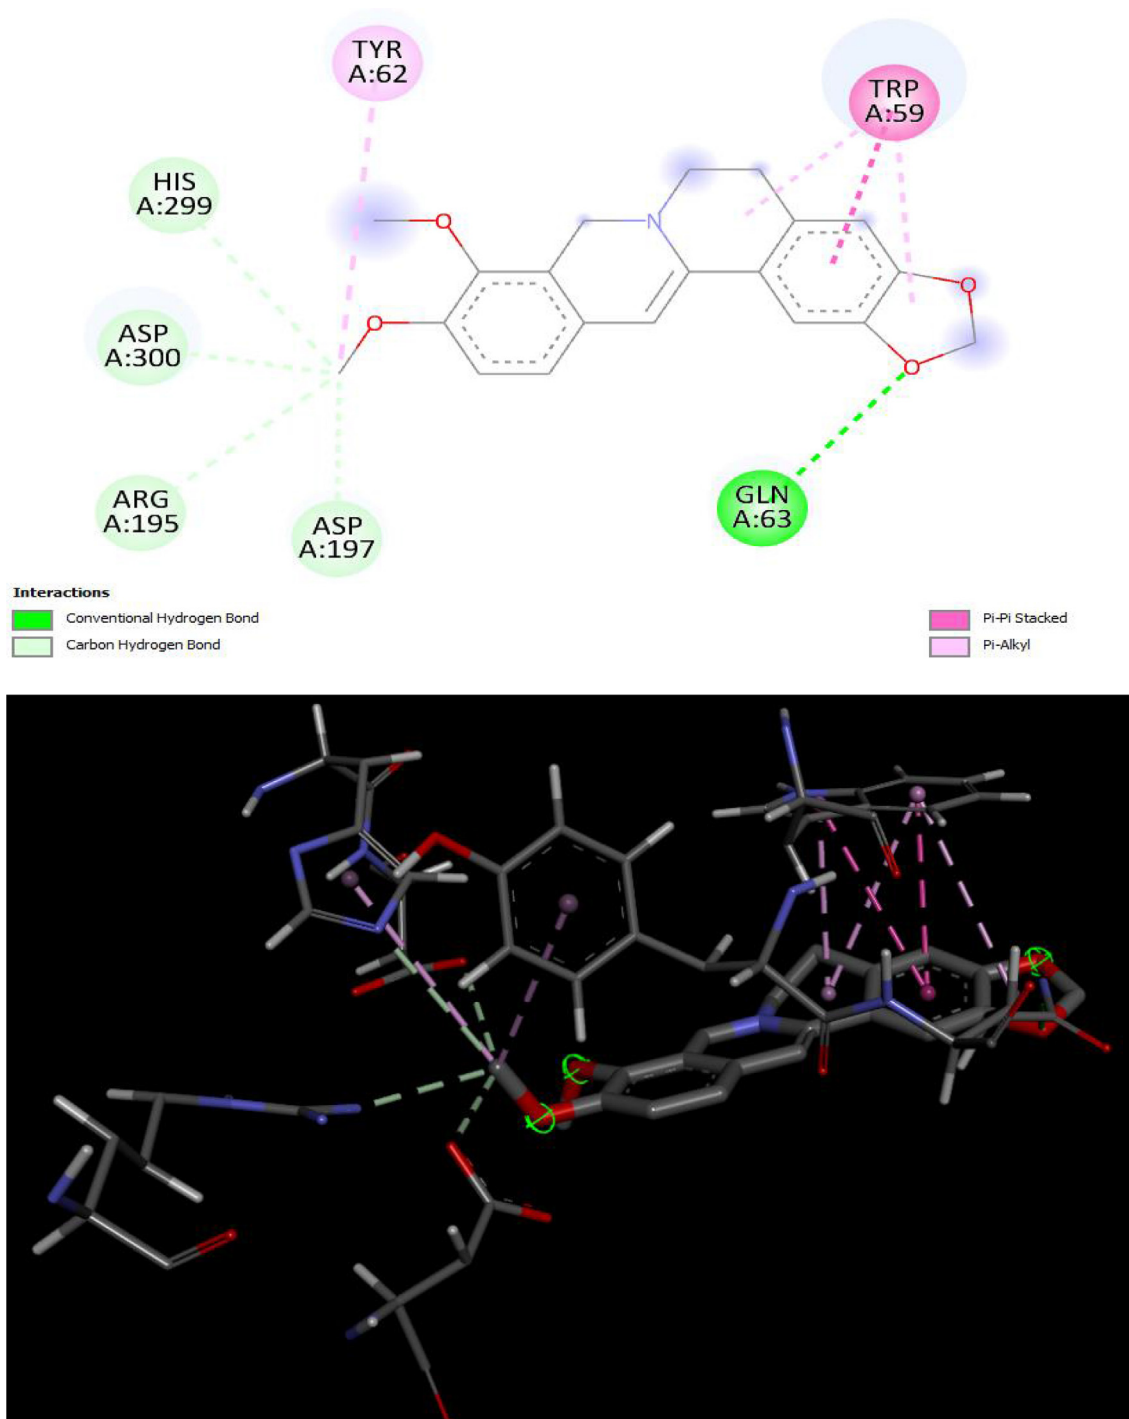 TYR
A:62
TRP
A:59
HIS
A:299
O
N
O
ASP
A:300
O
O
ARG
A:195
ASP
A:197
GLN
A:63
Interactions
Conventional Hydrogen Bond
Carbon Hydrogen Bond
Pi-Pi Stacked
Pi-Alkyl